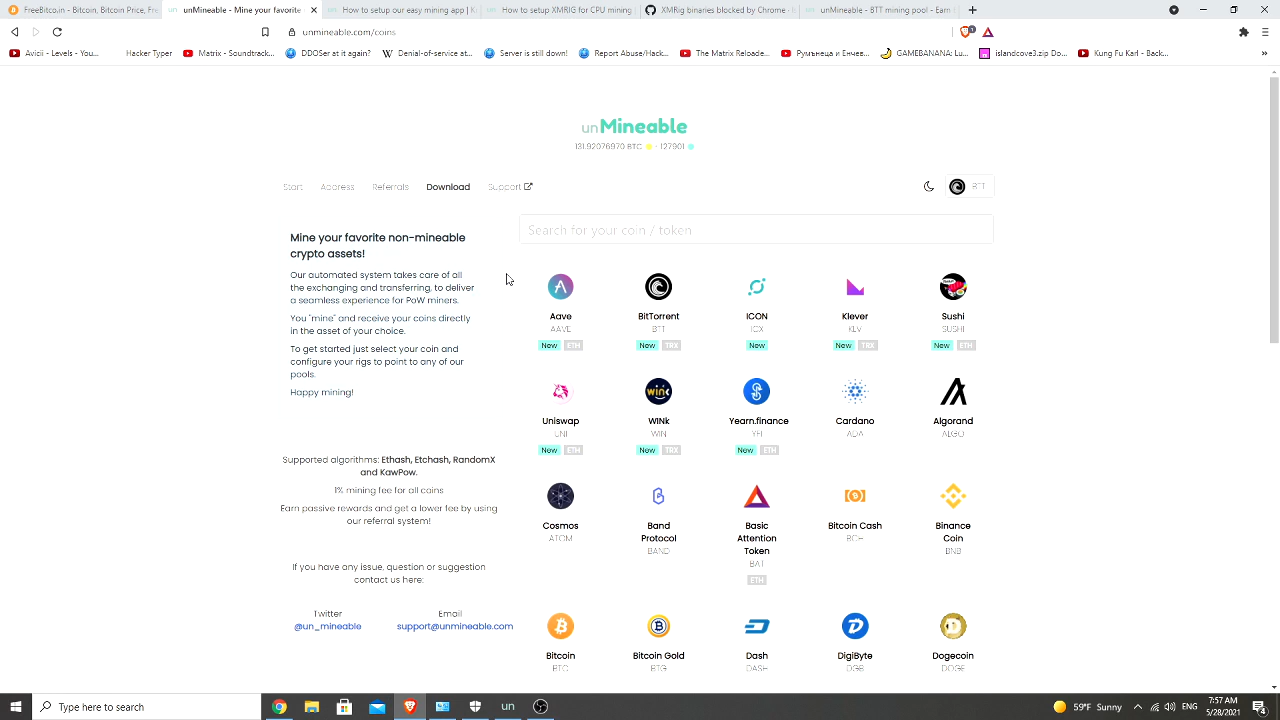 FreeBitco.in - Bitcoin, Bitcoin Price, Fre
unMineable - Mine your favorite
How to setup our easy mining app | K
How to setup XMRIG for CPU mining
XMRig binaries blocked by Chrome - I
unMineable - BTT mining pool - Earn
unmineable.com/coins
Avicii - Levels - You...
Hacker Typer
Matrix - Soundtrack...
DDOSer at it again?
Denial-of-service at...
Server is still down!
Report Abuse/Hack...
The Matrix Reloade...
Румънеца и Енчев...
GAMEBANANA: Lu...
islandcove3.zip Do...
Kung Fu Karl - Back...
»
unMineable
131.92076970 BTC · 127901
Start
Address
Referrals
Download
Support
BTT
Mine your favorite non-mineable
crypto assets!
Our automated system takes care of all
the exchanging and transferring, to deliver
a seamless experience for PoW miners.
You "mine" and receive your coins directly
in the asset of your choice.
To get started just select your coin and
configure your rigs to point to any of our
pools.
Happy mining!
Supported algorithms: Ethash, Etchash, RandomX
and KawPow.
1% mining fee for all coins
Earn passive rewards and get a lower fee by using
our referral system!
If you have any issue, question or suggestion
contact us here:
Twitter
@un_mineable
Email
support@unmineable.com
Search for your coin / token
Aave
AAVE
New ETH
BitTorrent
BTT
New TRX
ICON
ICX
New
Klever
KLV
New TRX
Sushi
SUSHI
New ETH
Uniswap
UNI
New ETH
WINk
WIN
New TRX
Yearn.finance
YFI
New ETH
Cardano
ADA
Algorand
ALGO
Cosmos
ATOM
Band
Protocol
BAND
Basic
Attention
Token
BAT
ETH
Bitcoin Cash
BCH
Binance
Coin
BNB
Bitcoin
BTC
Bitcoin Gold
BTG
Dash
DASH
DigiByte
DGB
Dogecoin
DOGE
Type here to search
un
59°F Sunny
ENG
7:57 AM
5/28/2021